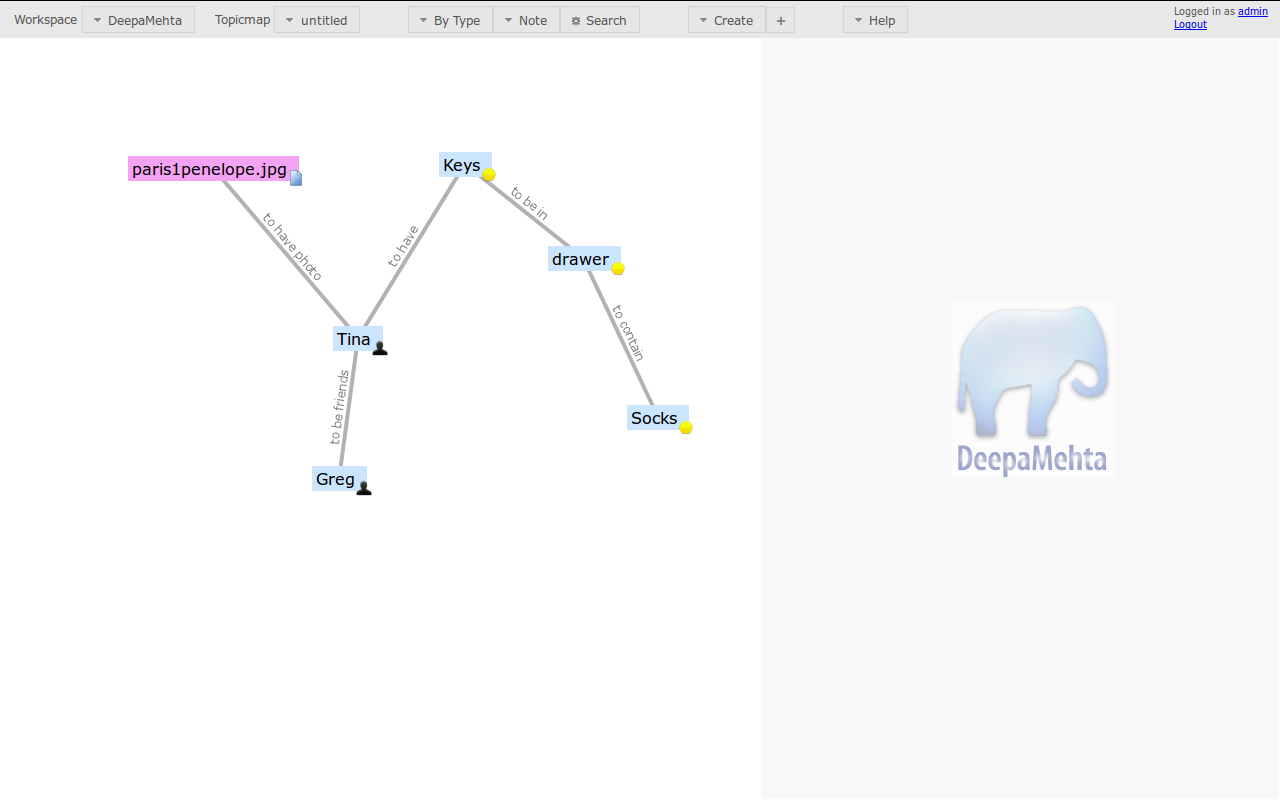 Workspace DeepaMehta Topicmap untitled By Type Note Search Create + Help
Logged in as admin
Logout
paris1penelope.jpg
Keys
to have photo
to have
to be in
drawer
Tina
to contain
to be friends
Socks
Greg
DeepaMehta